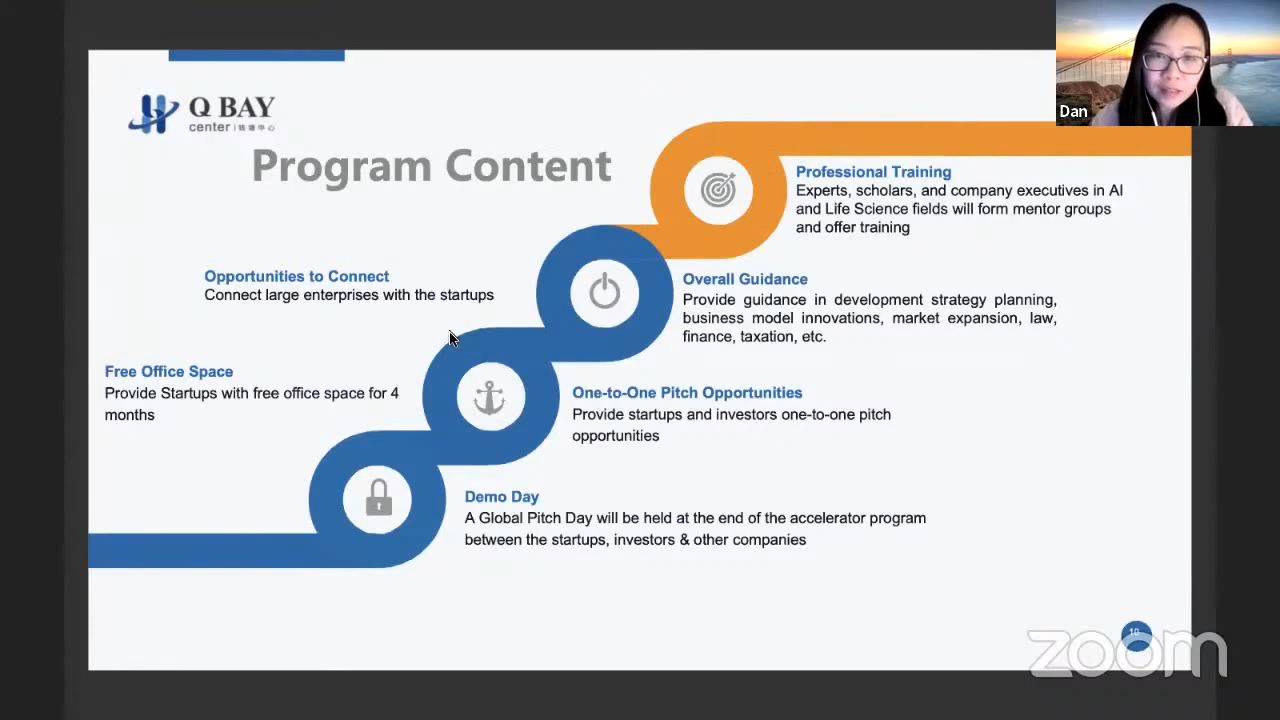 Dan
Q BAY
center
Program Content
Professional Training
Experts, scholars, and company executives in AI
and Life Science fields will form mentor groups
and offer training
Opportunities to Connect
Connect large enterprises with the startups
Overall Guidance
Provide guidance in development strategy planning,
business model innovations, market expansion, law,
finance, taxation, etc.
Free Office Space
Provide Startups with free office space for 4
months
One-to-One Pitch Opportunities
Provide startups and investors one-to-one pitch
opportunities
Demo Day
A Global Pitch Day will be held at the end of the accelerator program
between the startups, investors & other companies
zoom